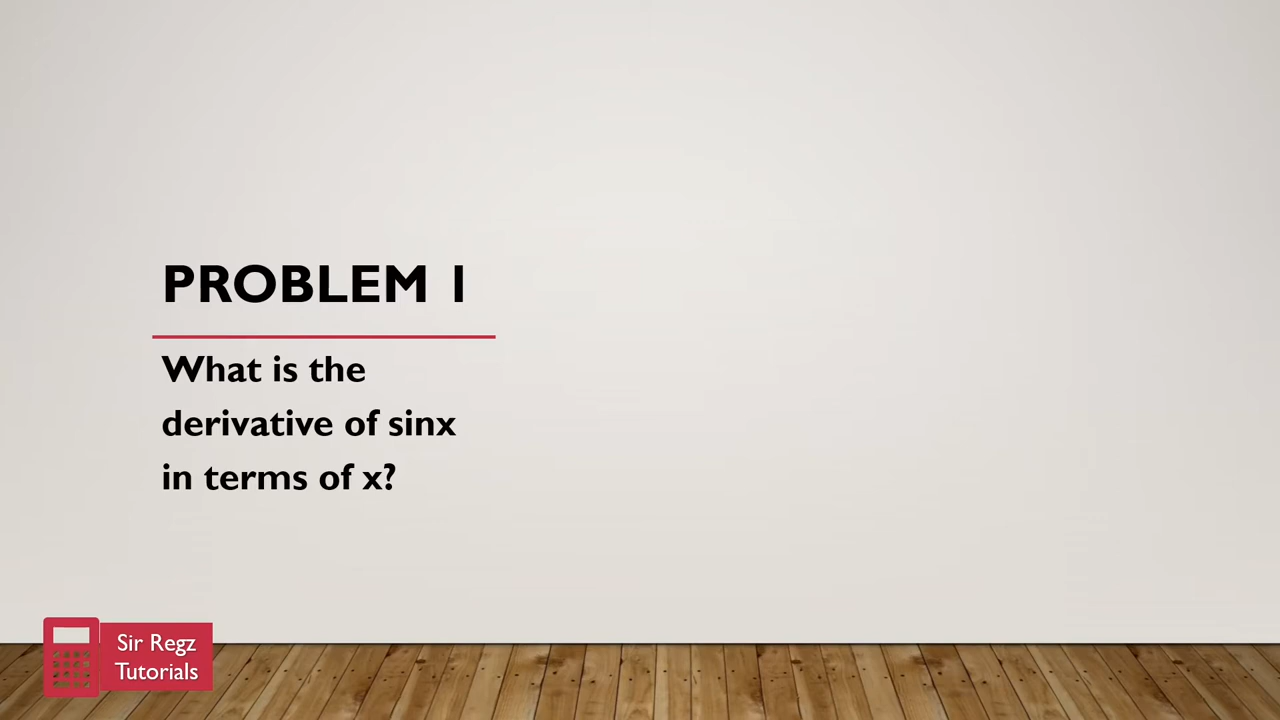 PROBLEM 1
What is the
derivative of sinx
in terms of x?
Sir Regz
Tutorials